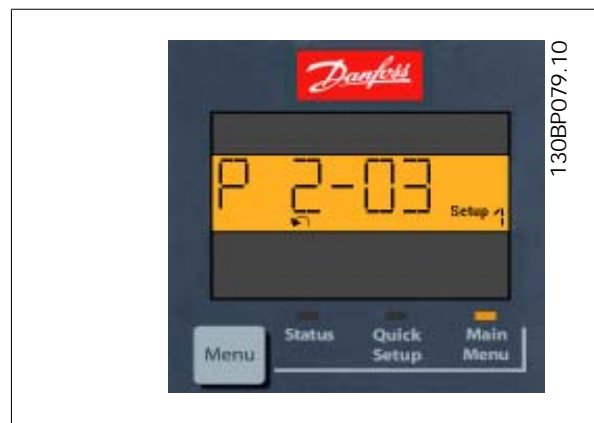 Danfoss
130BP079.10
P 2-03
Setup 1
Menu
Status
Quick Setup
Main Menu